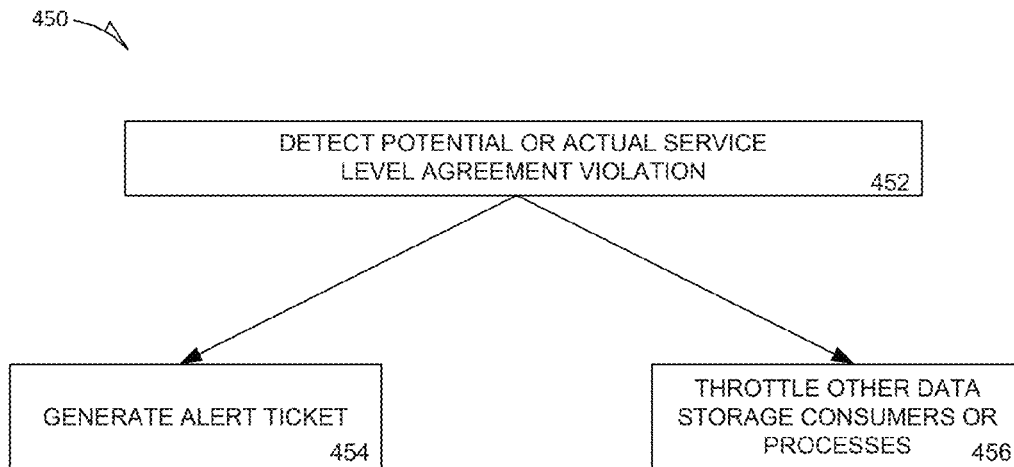 450
DETECT POTENTIAL OR ACTUAL SERVICE
LEVEL AGREEMENT VIOLATION
452
GENERATE ALERT TICKET
454
THROTTLE OTHER DATA
STORAGE CONSUMERS OR
PROCESSES
456